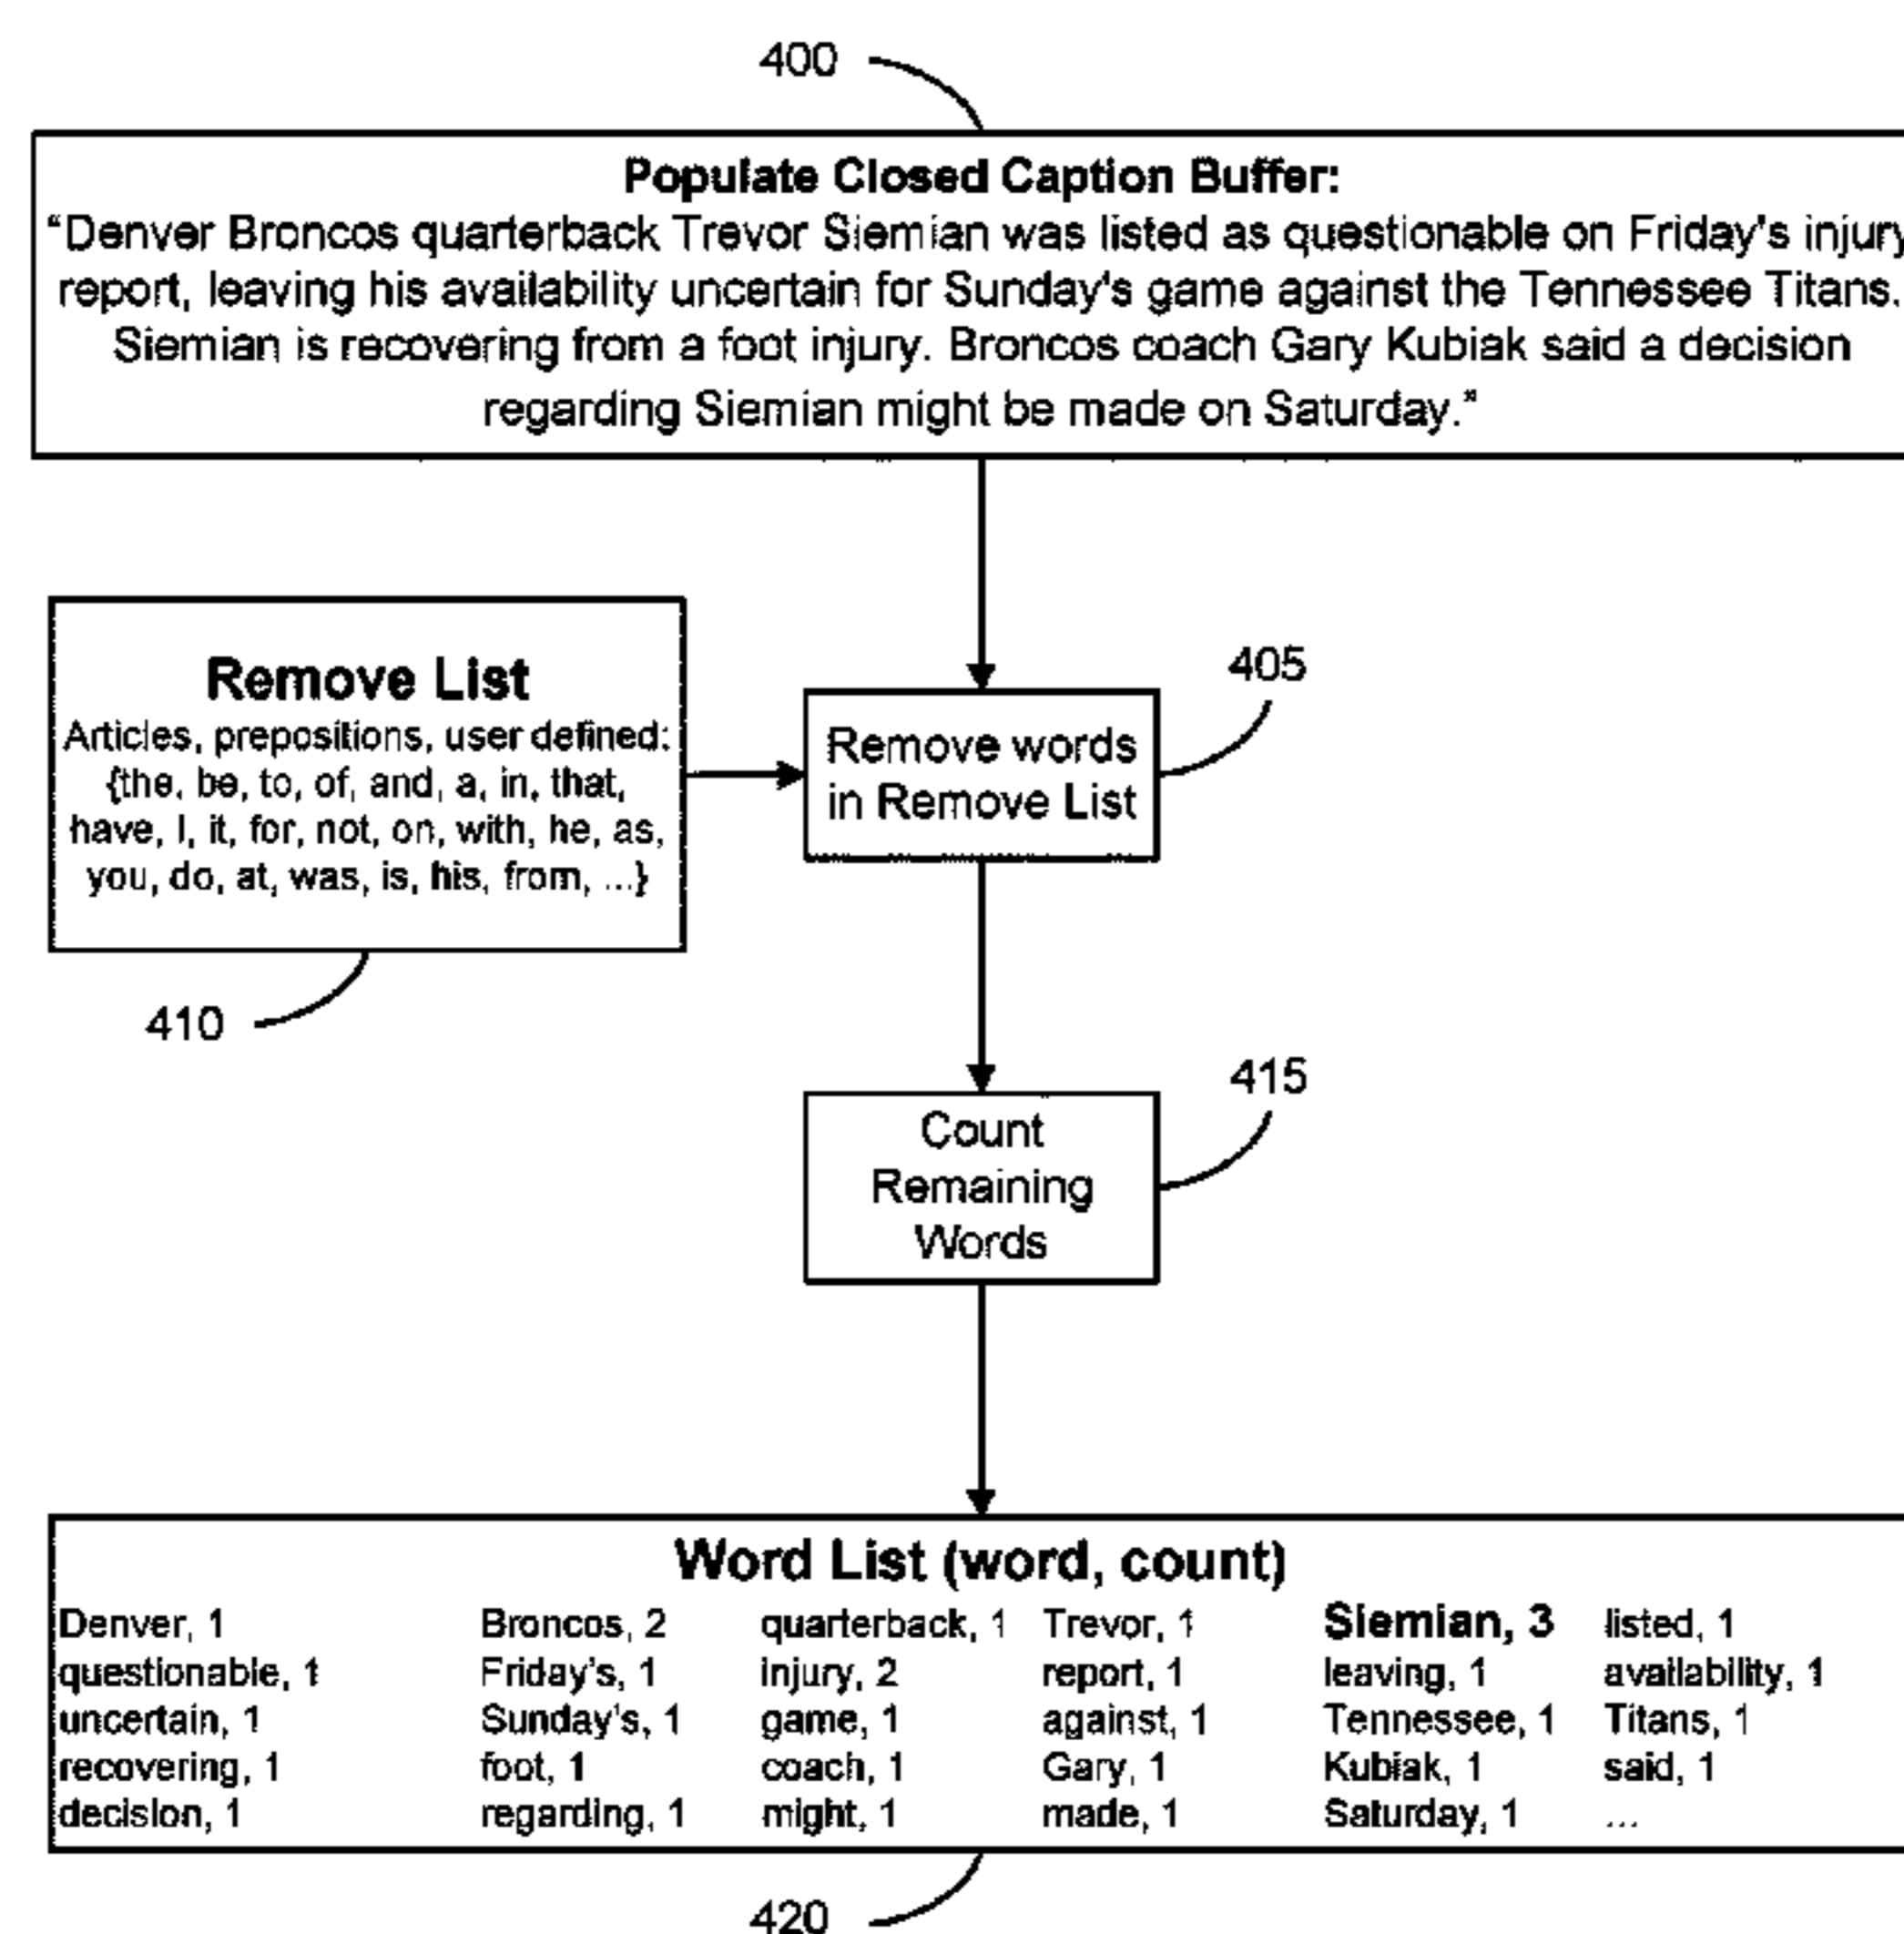 400
Populate Closed Caption Buffer:
“Denver Broncos quarterback Trevor Siemian was listed as questionable on Friday's injury
report, leaving his availability uncertain for Sunday's game against the Tennessee Titans.
Siemian is recovering from a foot injury. Broncos coach Gary Kubiak said a decision
regarding Siemian might be made on Saturday.”
Remove List
Articles, prepositions, user defined:
{the, be, to, of, and, a, in, that,
have, I, it, for, not, on, with, he, as,
you, do, at, was, is, his, from, ...}
410
Remove words
in Remove List
405
Count
Remaining
Words
415
Word List (word, count)
Denver, 1 Broncos, 2 quarterback, 1 Trevor, 1 Siemian, 3 listed, 1
questionable, 1 Friday's, 1 injury, 2 report, 1 leaving, 1 availability, 1
uncertain, 1 Sunday's, 1 game, 1 against, 1 Tennessee, 1 Titans, 1
recovering, 1 foot, 1 coach, 1 Gary, 1 Kubiak, 1 said, 1
decision, 1 regarding, 1 might, 1 made, 1 Saturday, 1 ...
420